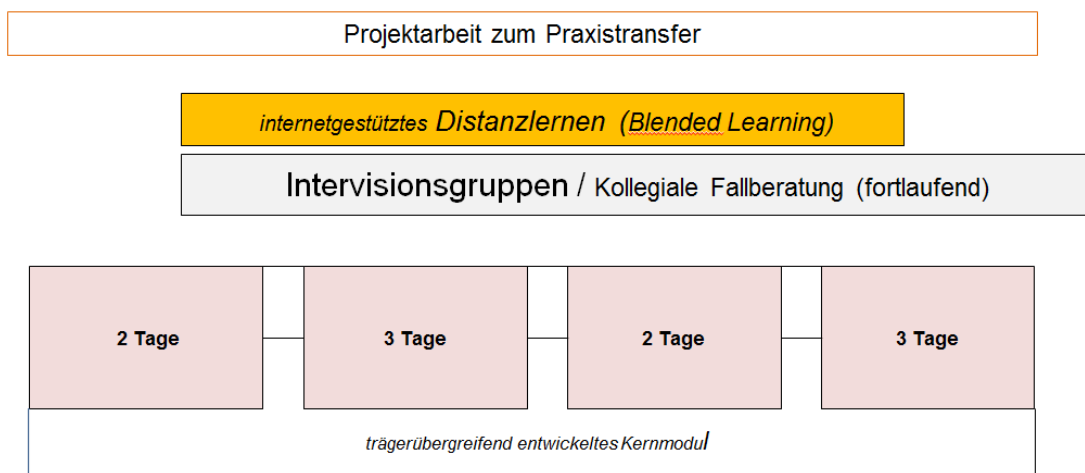 Projektarbeit zum Praxistransfer
internetgestütztes Distanzlernen (Blended Learning)
Intervisionsgruppen / Kollegiale Fallberatung (fortlaufend)
2 Tage
3 Tage
2 Tage
3 Tage
trägerübergreifend entwickeltes Kernmodul